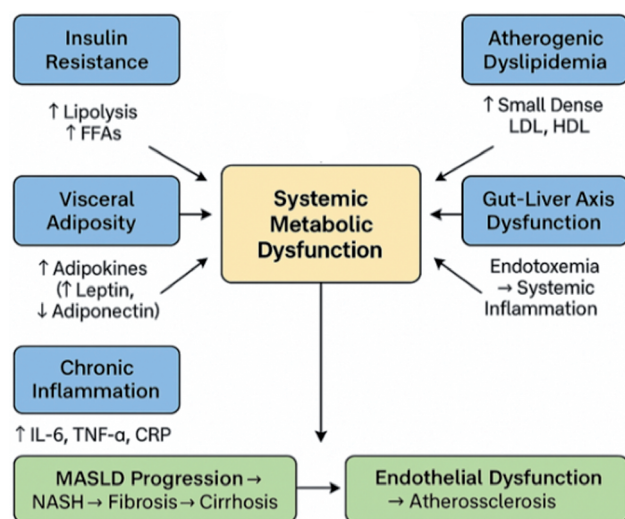 Insulin
Resistance
↑ Lipolysis
↑ FFAs
Visceral
Adiposity
↑ Adipokines
(↑ Leptin,
↓ Adiponectin)
Chronic
Inflammation
↑ IL-6, TNF-α, CRP
Systemic
Metabolic
Dysfunction
Atherogenic
Dyslipidemia
↑ Small Dense
LDL, HDL
Gut-Liver Axis
Dysfunction
Endotoxemia
→ Systemic
Inflammation
MASLD Progression →
NASH → Fibrosis → Cirrhosis
Endothelial Dysfunction
→ Atherossclerosis